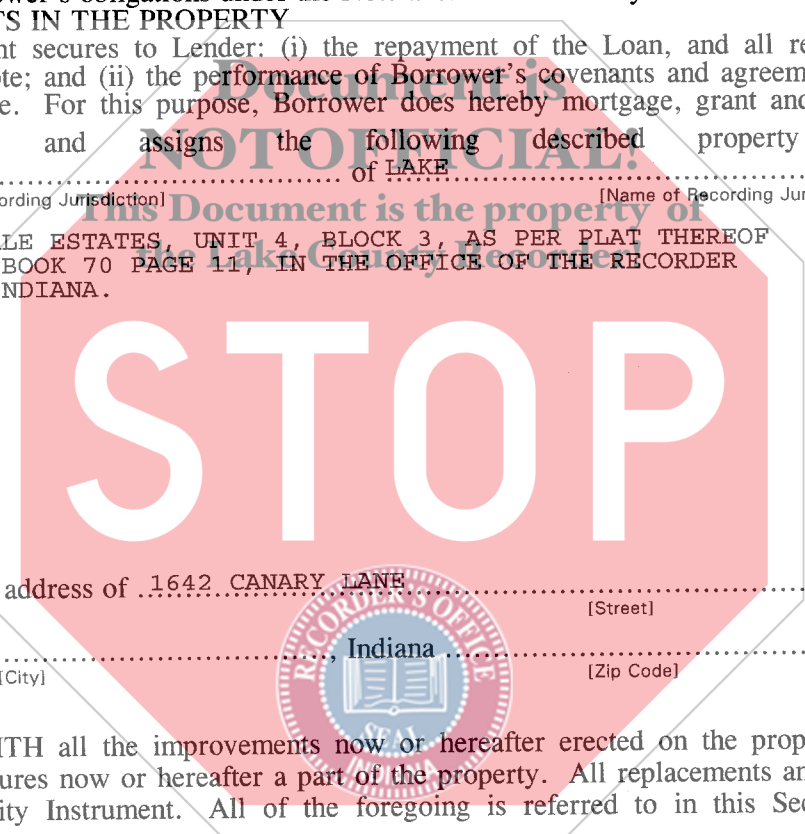 TS IN THE PROPERTY
nt secures to Lender: (i) the repayment of the Loan, and all re
te; and (ii) the performance of Borrower's covenants and agreem
e. For this purpose, Borrower does hereby mortgage, grant and
and assigns the following described property
of LAKE
ording Jurisdiction] [Name of Recording Jur
LE ESTATES, UNIT 4, BLOCK 3, AS PER PLAT THEREOF
BOOK 70 PAGE 11, IN THE OFFICE OF THE RECORDER
NDIANA.
Document is
NOT OFFICIAL!
This Document is the property of
the Lake County Recorder!
STOP
address of 1642 CANARY LANE
[Street]
, Indiana
[City] [Zip Code]
RECORDER'S OFFICE
SEAL
INDIANA
ITH all the improvements now or hereafter erected on the prop
ures now or hereafter a part of the property. All replacements an
ity Instrument. All of the foregoing is referred to in this Sec